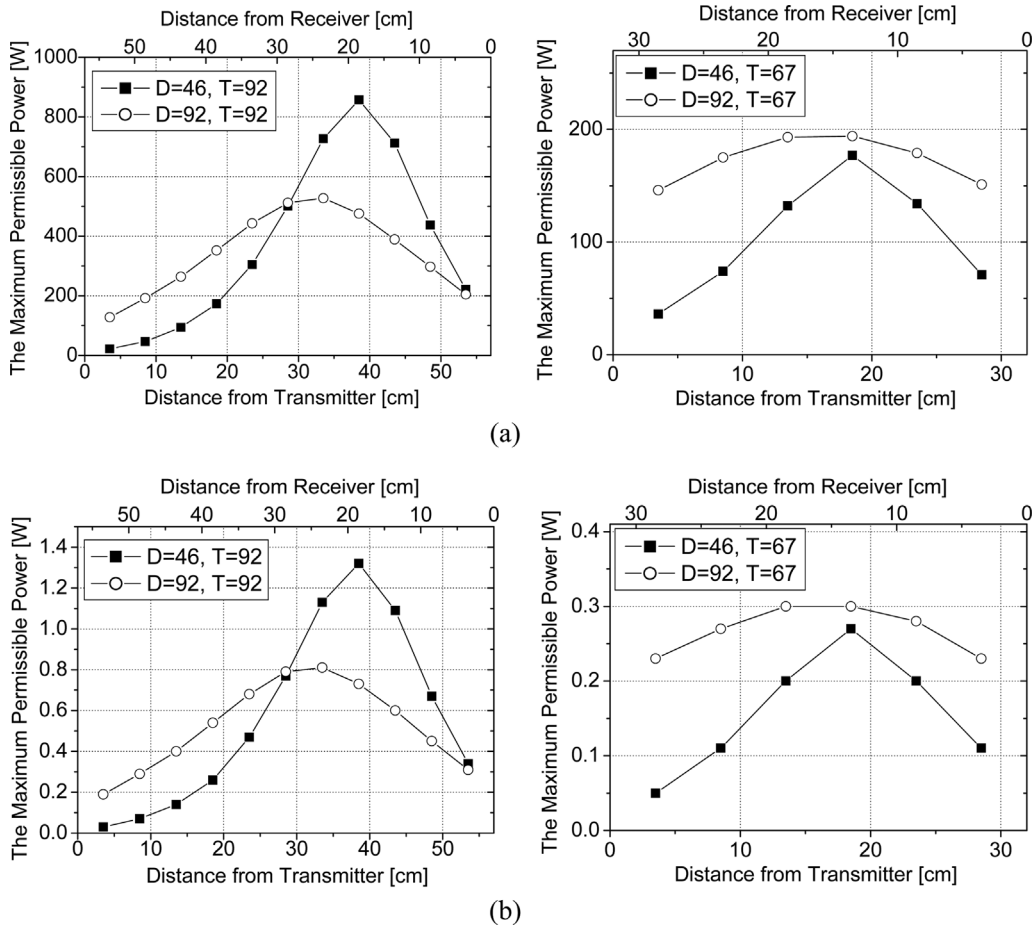 Distance from Receiver [cm]
50 40 30 20 10 0
The Maximum Permissible Power [W]
1000
800
600
400
200
0
D=46, T=92
D=92, T=92
0 10 20 30 40 50
Distance from Transmitter [cm]
Distance from Receiver [cm]
30 20 10 0
The Maximum Permissible Power [W]
200
100
0
D=46, T=67
D=92, T=67
0 10 20 30
Distance from Transmitter [cm]
(a)
Distance from Receiver [cm]
50 40 30 20 10 0
The Maximum Permissible Power [W]
1.4
1.2
1.0
0.8
0.6
0.4
0.2
0.0
D=46, T=92
D=92, T=92
0 10 20 30 40 50
Distance from Transmitter [cm]
Distance from Receiver [cm]
30 20 10 0
The Maximum Permissible Power [W]
0.4
0.3
0.2
0.1
0.0
D=46, T=67
D=92, T=67
0 10 20 30
Distance from Transmitter [cm]
(b)